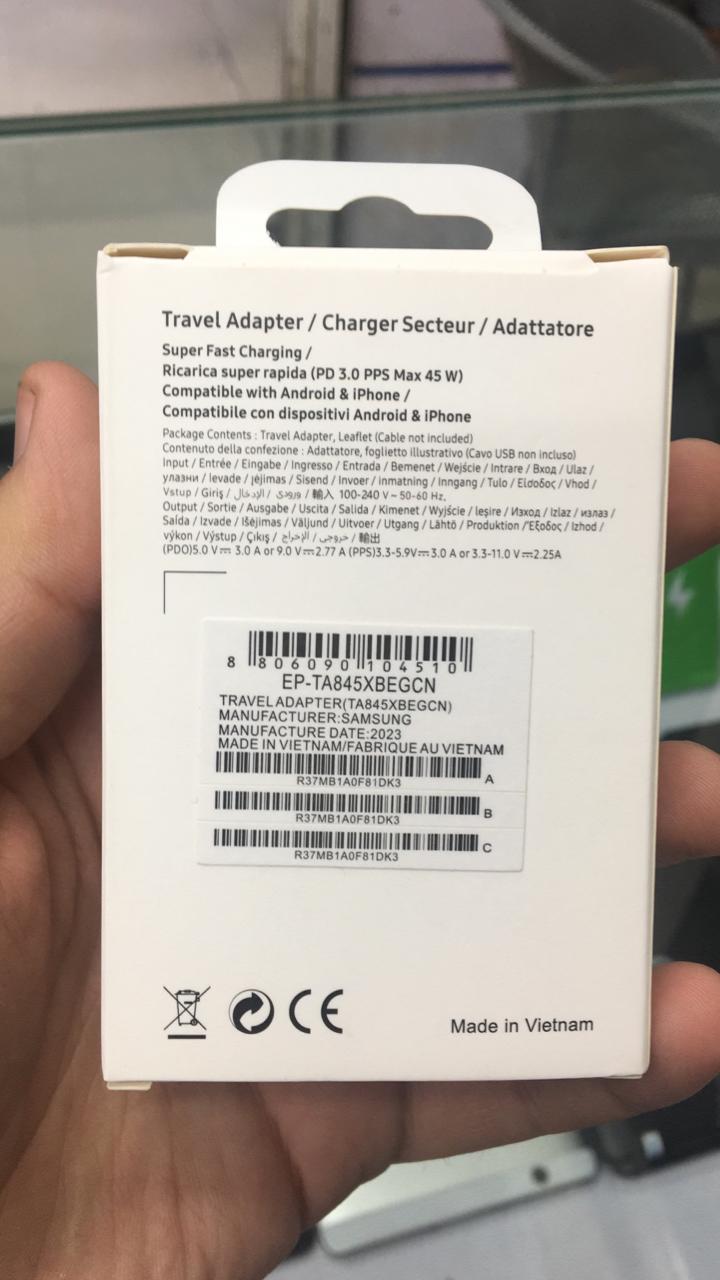 Travel Adapter / Charger Secteur / Adattatore
Super Fast Charging /
Ricarica super rapida (PD 3.0 PPS Max 45 W)
Compatible with Android & iPhone /
Compatibile con dispositivi Android & iPhone
Package Contents : Travel Adapter, Leaflet (Cable not included)
Contenuto della confezione : Adattatore, foglietto illustrativo (Cavo USB non incluso)
Input / Entrée / Eingabe / Ingresso / Entrada / Bemenet / Wejście / Intrare / Вход / Ulaz /
улазни / Ievade / Įėjimas / Sisend / Invoer / inmatning / Inngang / Tulo / Είσοδος / Vhod /
Vstup / Giriş / الإدخال / ورودی / 輸入 100-240 V ~ 50-60 Hz,
Output / Sortie / Ausgabe / Uscita / Salida / Kimenet / Wyjście / Ieşire / Изход / Izlaz / излаз /
Saída / Izvade / Išėjimas / Väljund / Uitvoer / Utgang / Lähtö / Produktion /Έξοδος / Izhod /
výkon / Výstup / Çıkış / الإخراج / خروجی / 輸出
(PDO)5.0 V⎓ 3.0 A or 9.0 V⎓2.77 A (PPS)3.3-5.9V⎓3.0 A or 3.3-11.0 V⎓2.25A
8 806090 104510
EP-TA845XBEGCN
TRAVEL ADAPTER(TA845XBEGCN)
MANUFACTURER:SAMSUNG
MANUFACTURE DATE:2023
MADE IN VIETNAM/FABRIQUE AU VIETNAM
R37MB1A0F81DK3 A
R37MB1A0F81DK3 B
R37MB1A0F81DK3 C
CE
Made in Vietnam